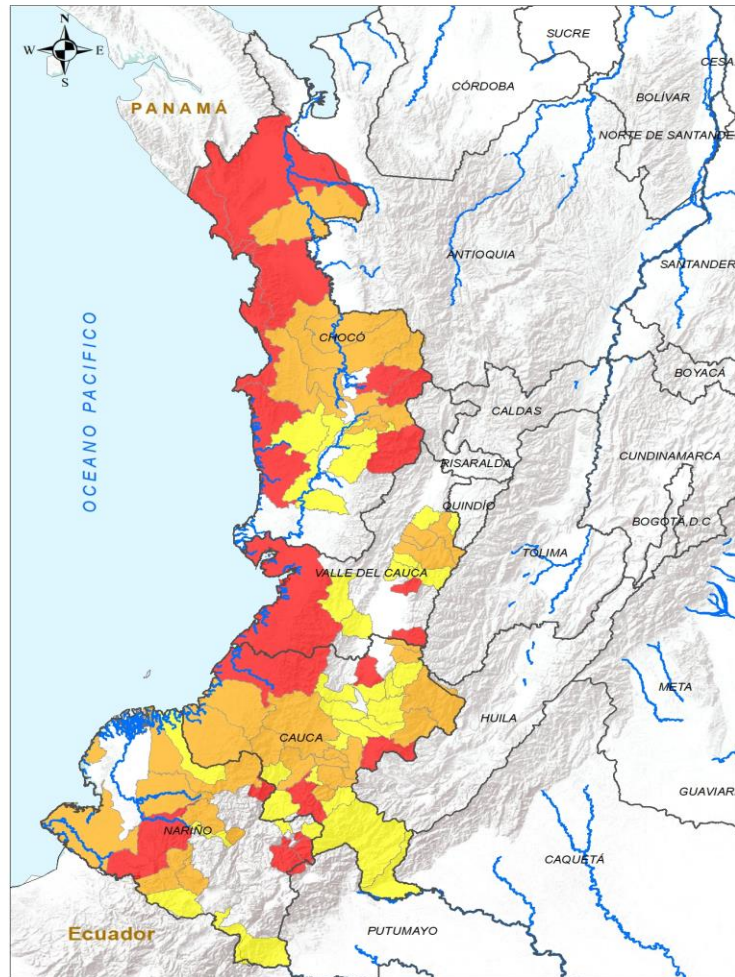 N
W E
S
SUCRE
CESA
CÓRDOBA
BOLÍVAR
PANAMÁ
NORTE DE SANTANDE
ANTIOQUIA
SANTANDER
OCEANO PACIFICO
CHOCÓ
BOYACÁ
CALDAS
CUNDINAMARCA
RISARALDA
QUINDÍO
BOGOTÁ,D.C
TOLIMA
VALLE DEL CAUCA
META
HUILA
CAUCA
GUAVIAR
NARIÑO
CAQUETÁ
Ecuador
PUTUMAYO